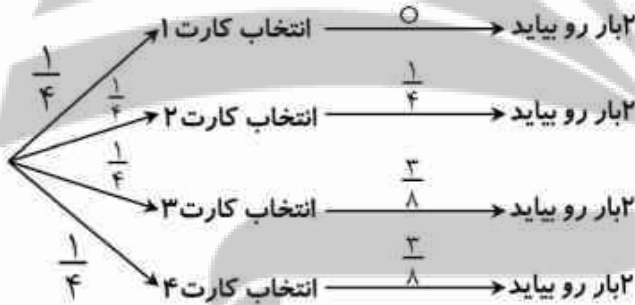 ۱/۴ انتخاب کارت ۱ ۰ ۲بار رو بیاید
۱/۴ انتخاب کارت ۲ ۱/۴ ۲بار رو بیاید
۱/۴ انتخاب کارت ۳ ۳/۸ ۲بار رو بیاید
۱/۴ انتخاب کارت ۴ ۳/۸ ۲بار رو بیاید